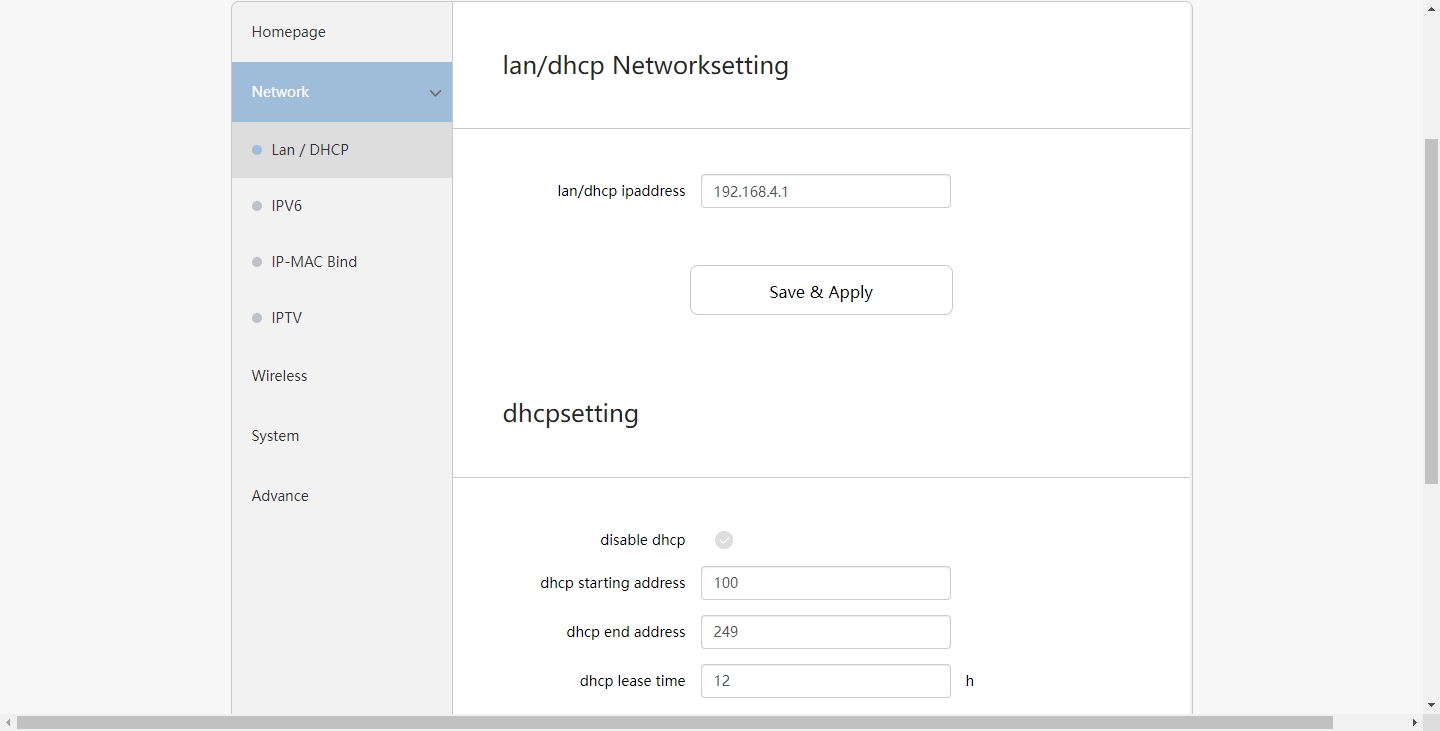 Homepage
Network
Lan / DHCP
IPV6
IP-MAC Bind
IPTV
Wireless
System
Advance
lan/dhcp Networksetting
lan/dhcp ipaddress 192.168.4.1
Save & Apply
dhcpsetting
disable dhcp
dhcp starting address 100
dhcp end address 249
dhcp lease time 12 h